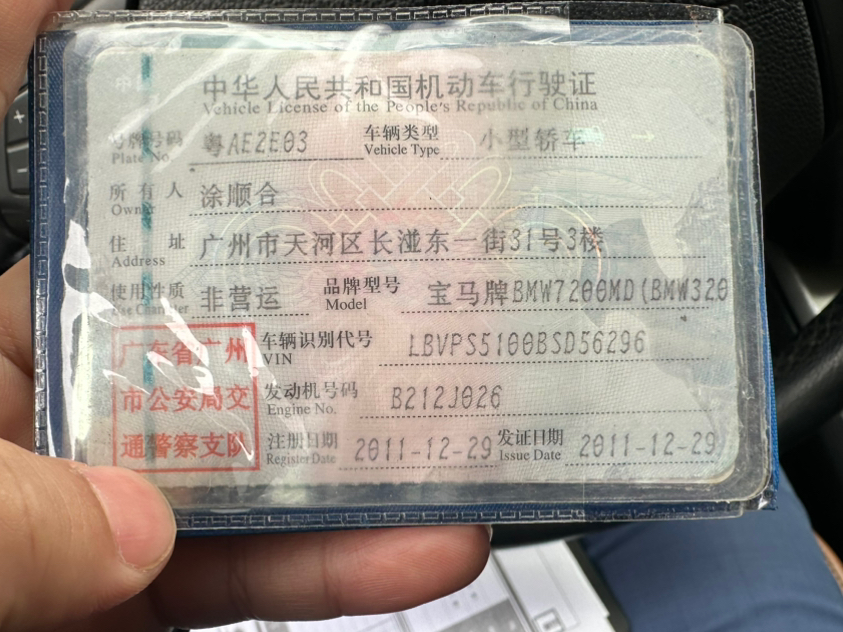 中华人民共和国机动车行驶证
Vehicle License of the People's Republic of China
号牌号码 粤AE2E03 车辆类型 小型轿车
Plate No. Vehicle Type
所有人 涂顺合
Owner
住址 广州市天河区长湴东一街31号3楼
Address
使用性质 非营运 品牌型号 宝马牌BMW7200MD(BMW320
Use Character Model
广东省广州 车辆识别代号 LBVPS5100BSD56296
VIN
市公安局交 发动机号码 B212J026
Engine No.
通警察支队 注册日期 2011-12-29 发证日期 2011-12-29
Register Date Issue Date